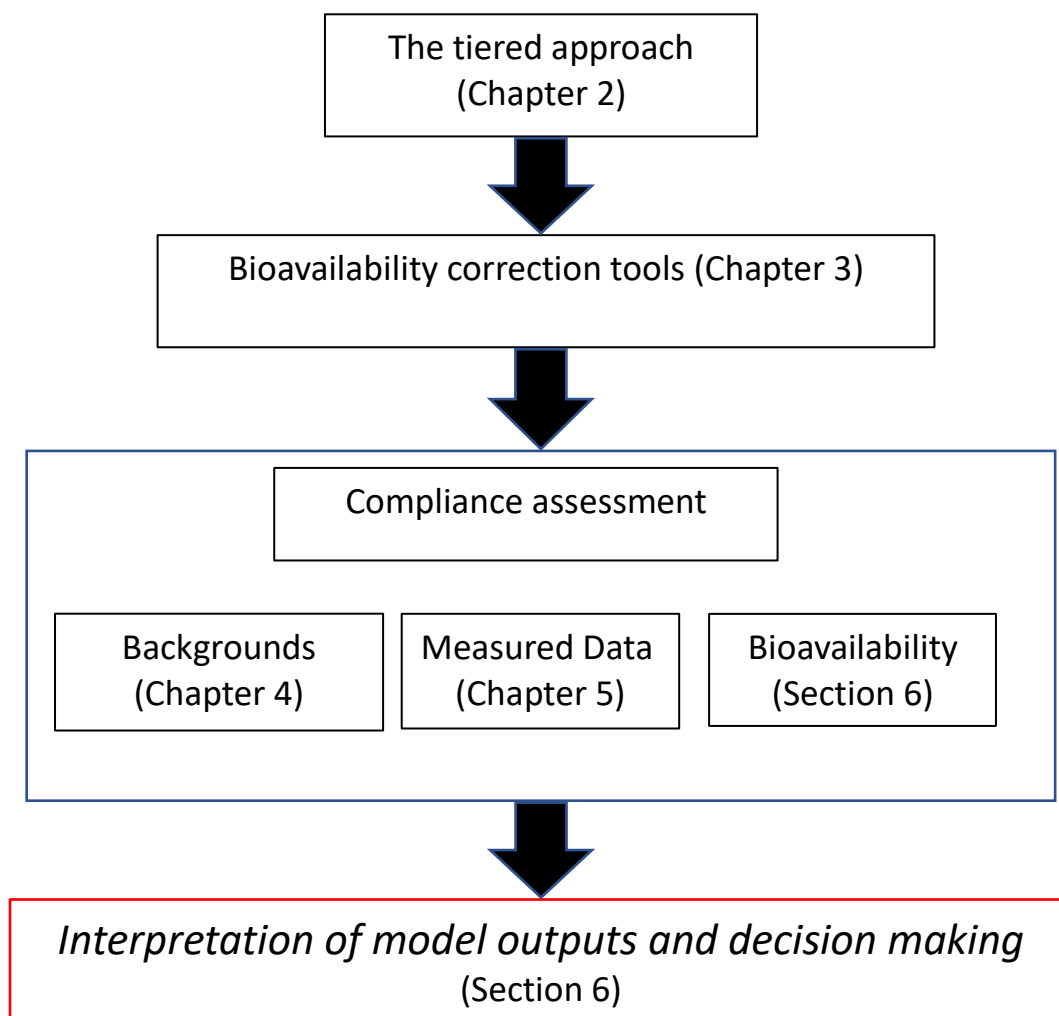 The tiered approach
(Chapter 2)
Bioavailability correction tools (Chapter 3)
Compliance assessment
Backgrounds
(Chapter 4)
Measured Data
(Chapter 5)
Bioavailability
(Section 6)
Interpretation of model outputs and decision making
(Section 6)